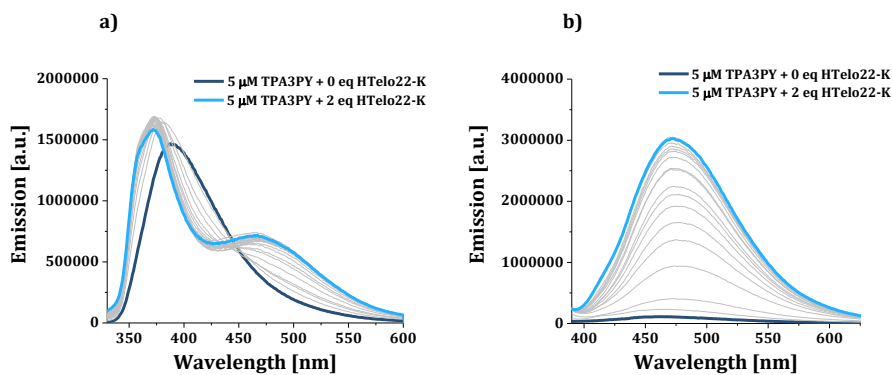 a)
5 μM TPA3PY + 0 eq HTelo22-K
5 μM TPA3PY + 2 eq HTelo22-K
Emission [a.u.]
2000000
1500000
1000000
500000
0
350 400 450 500 550 600
Wavelength [nm]
b)
5 μM TPA3PY + 0 eq HTelo22-K
5 μM TPA3PY + 2 eq HTelo22-K
Emission [a.u.]
4000000
3000000
2000000
1000000
0
400 450 500 550 600
Wavelength [nm]